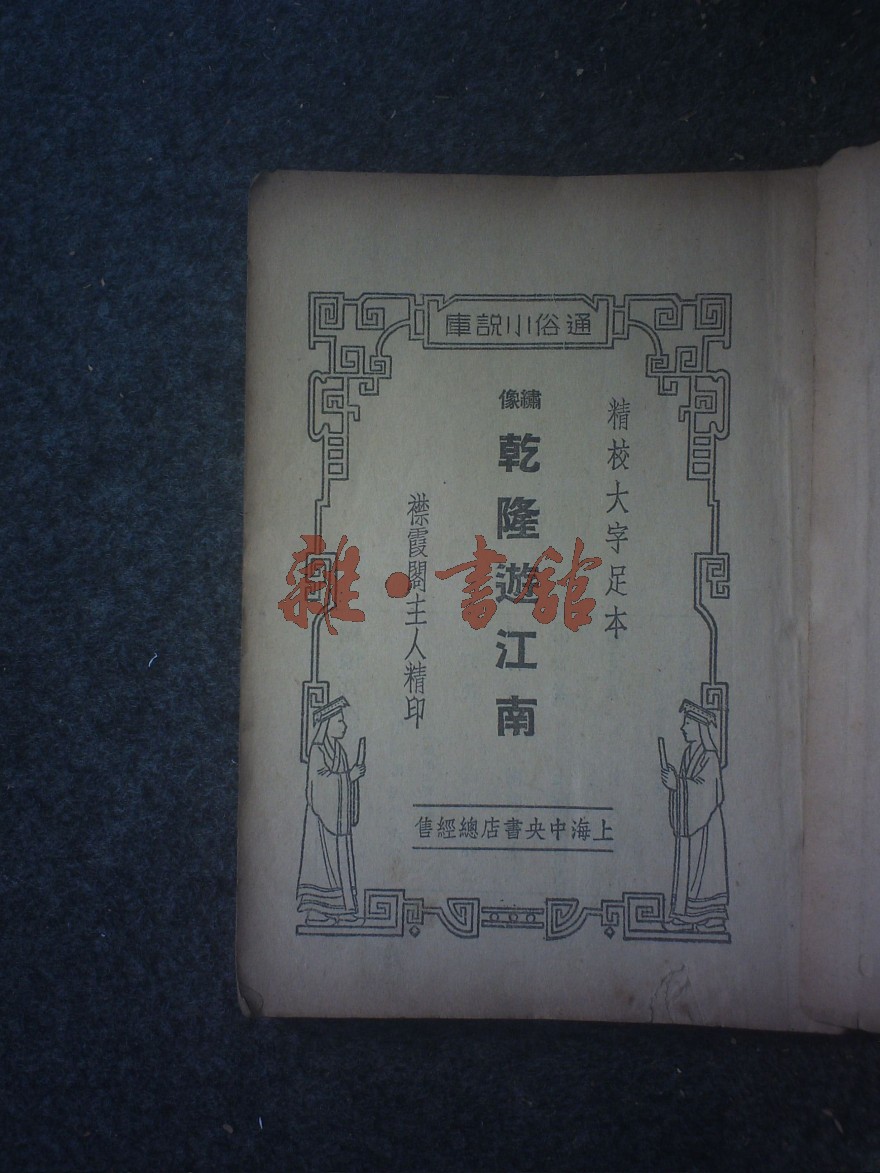 通俗小說庫
精校大字足本
繡像
乾隆遊江南
襟霞閣主人精印
上海中央書店總經售
雜·書館